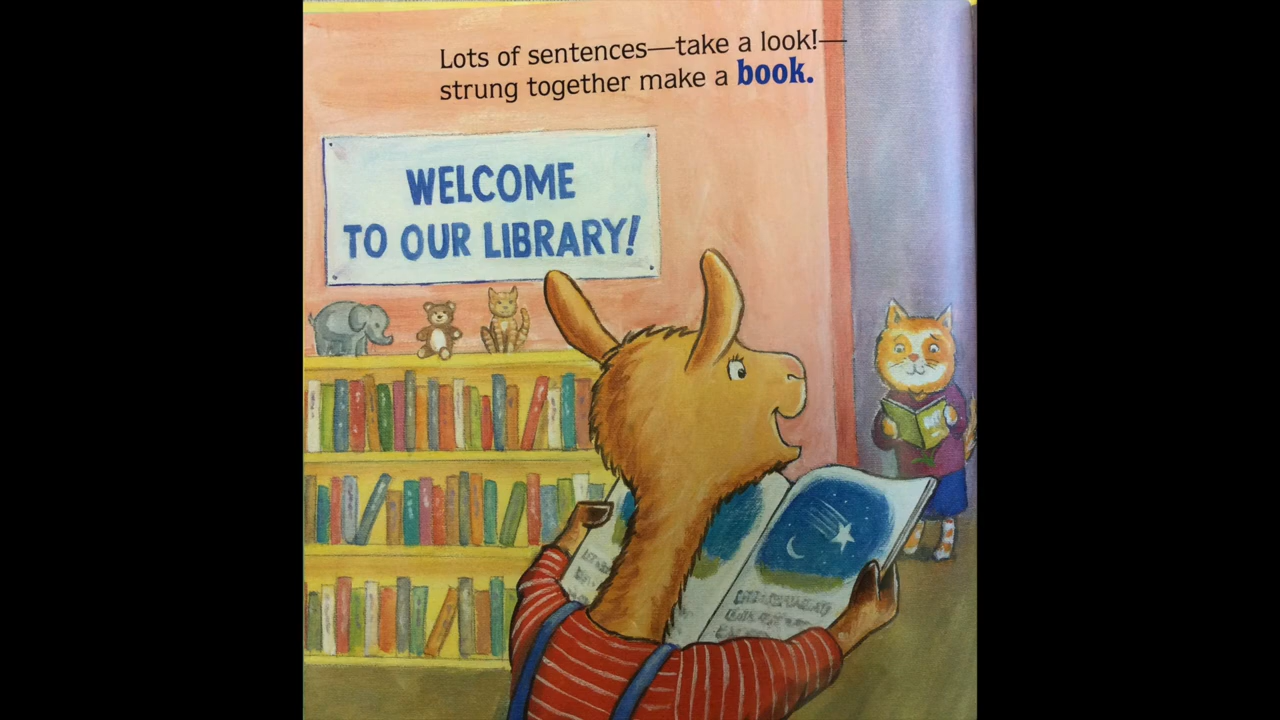 Lots of sentences—take a look!—
strung together make a book.
WELCOME
TO OUR LIBRARY!